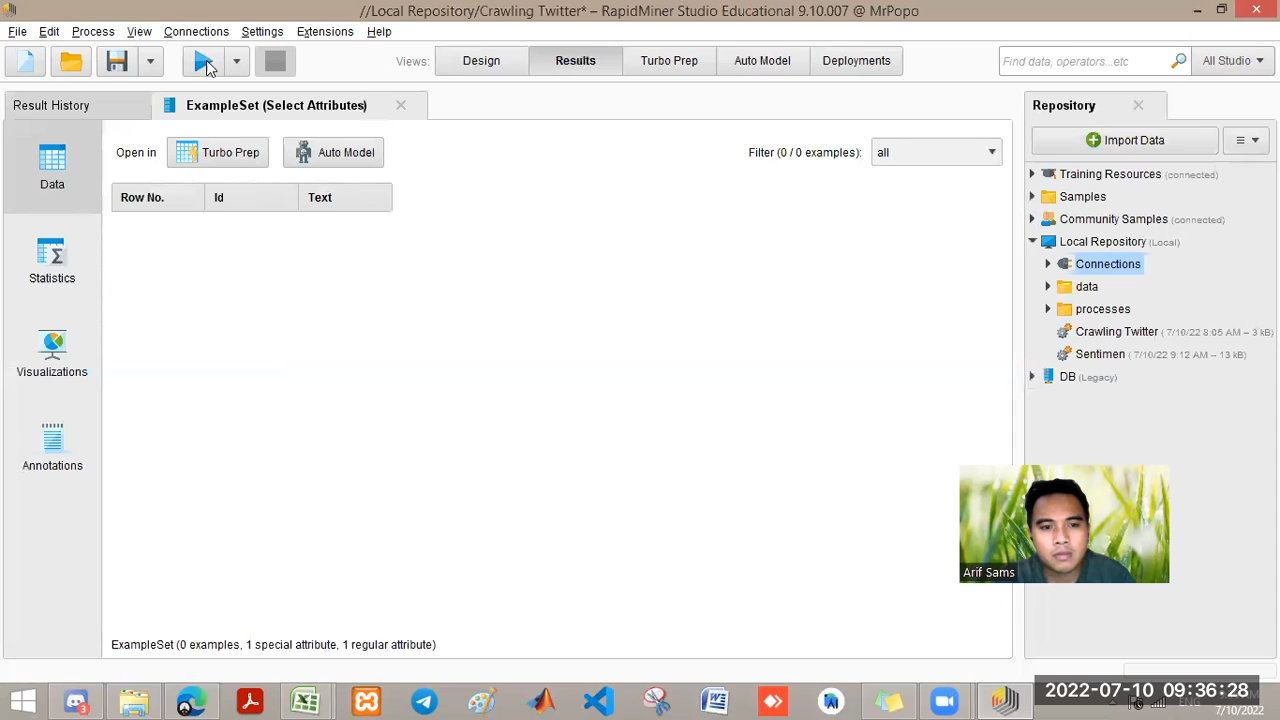 //Local Repository/Crawling Twitter* – RapidMiner Studio Educational 9.10.007 @ MrPopo
File Edit Process View Connections Settings Extensions Help
Views: Design Results Turbo Prep Auto Model Deployments Find data, operators...etc All Studio
Result History ExampleSet (Select Attributes) Repository
Open in Turbo Prep Auto Model Filter (0 / 0 examples): all
Import Data
Data
Row No. Id Text
Training Resources (connected)
Samples
Community Samples (connected)
Local Repository (Local)
Connections
Statistics
data
processes
Crawling Twitter (7/10/22 8:05 AM – 3 kB)
Sentimen (7/10/22 9:12 AM – 13 kB)
Visualizations
DB (Legacy)
Annotations
Arif Sams
ExampleSet (0 examples, 1 special attribute, 1 regular attribute)
2022-07-10 09:36:28
7/10/2022